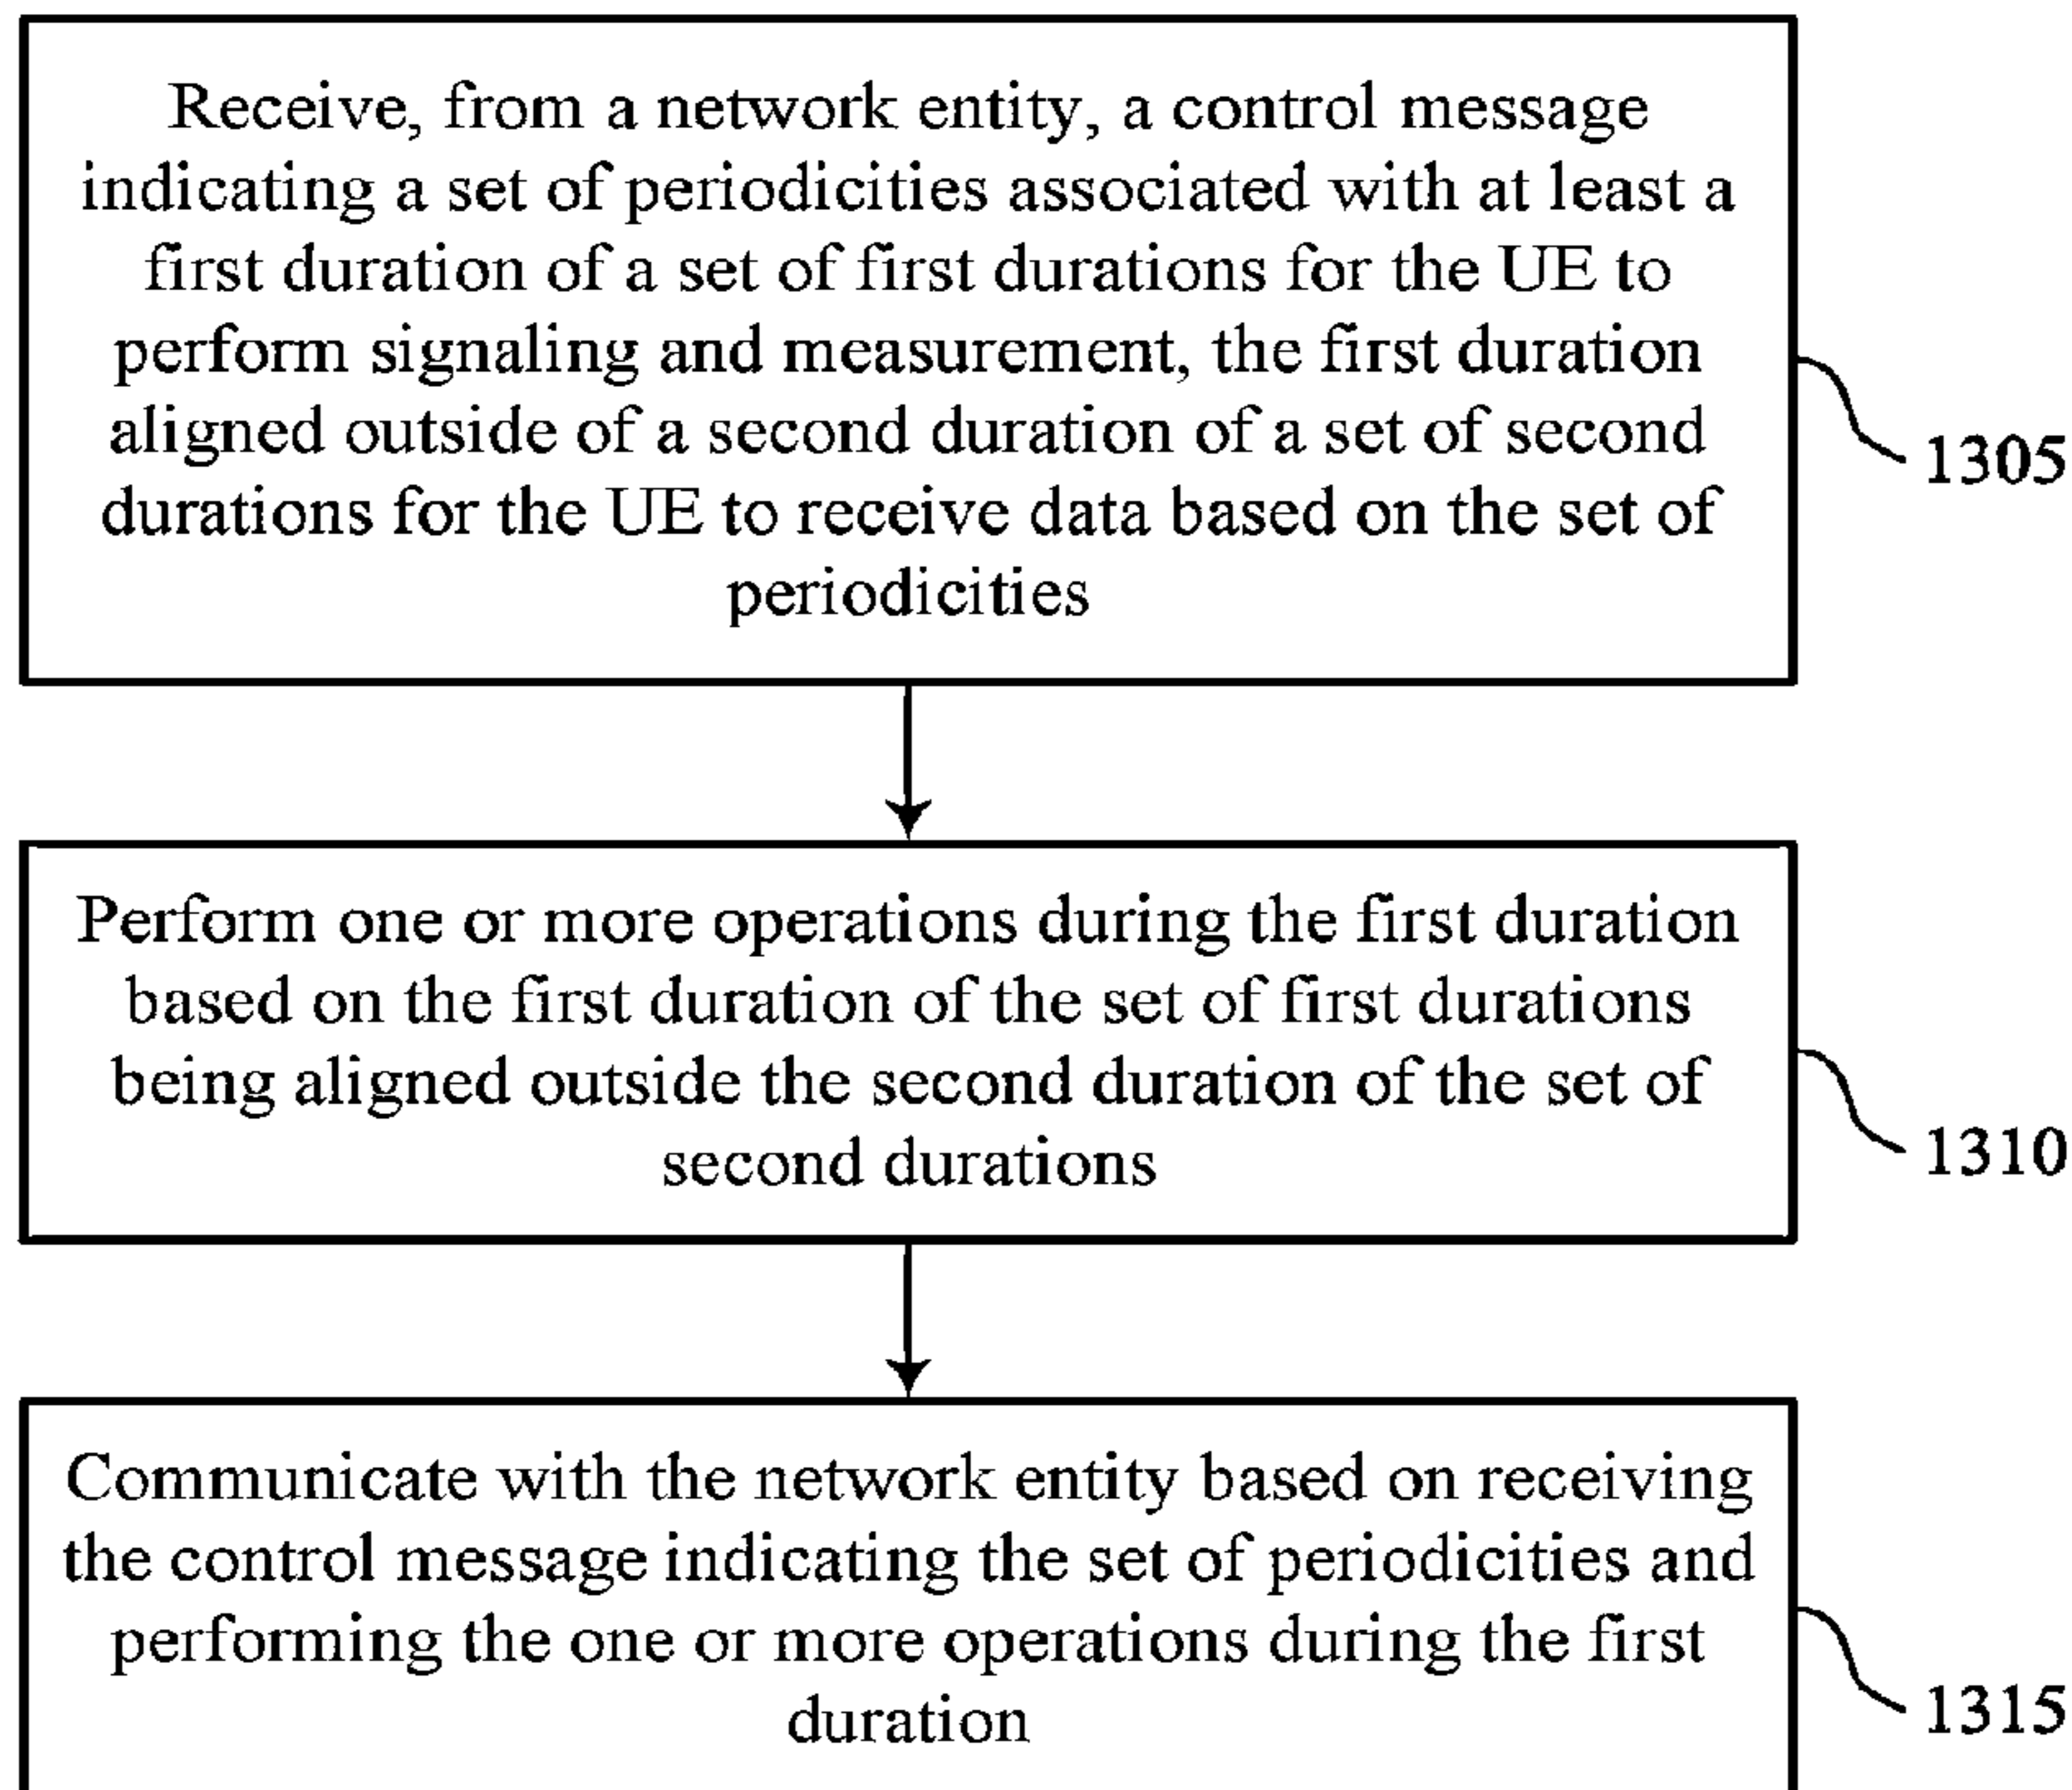 Receive, from a network entity, a control message
indicating a set of periodicities associated with at least a
first duration of a set of first durations for the UE to
perform signaling and measurement, the first duration
aligned outside of a second duration of a set of second
durations for the UE to receive data based on the set of
periodicities
1305
Perform one or more operations during the first duration
based on the first duration of the set of first durations
being aligned outside the second duration of the set of
second durations
1310
Communicate with the network entity based on receiving
the control message indicating the set of periodicities and
performing the one or more operations during the first
duration
1315